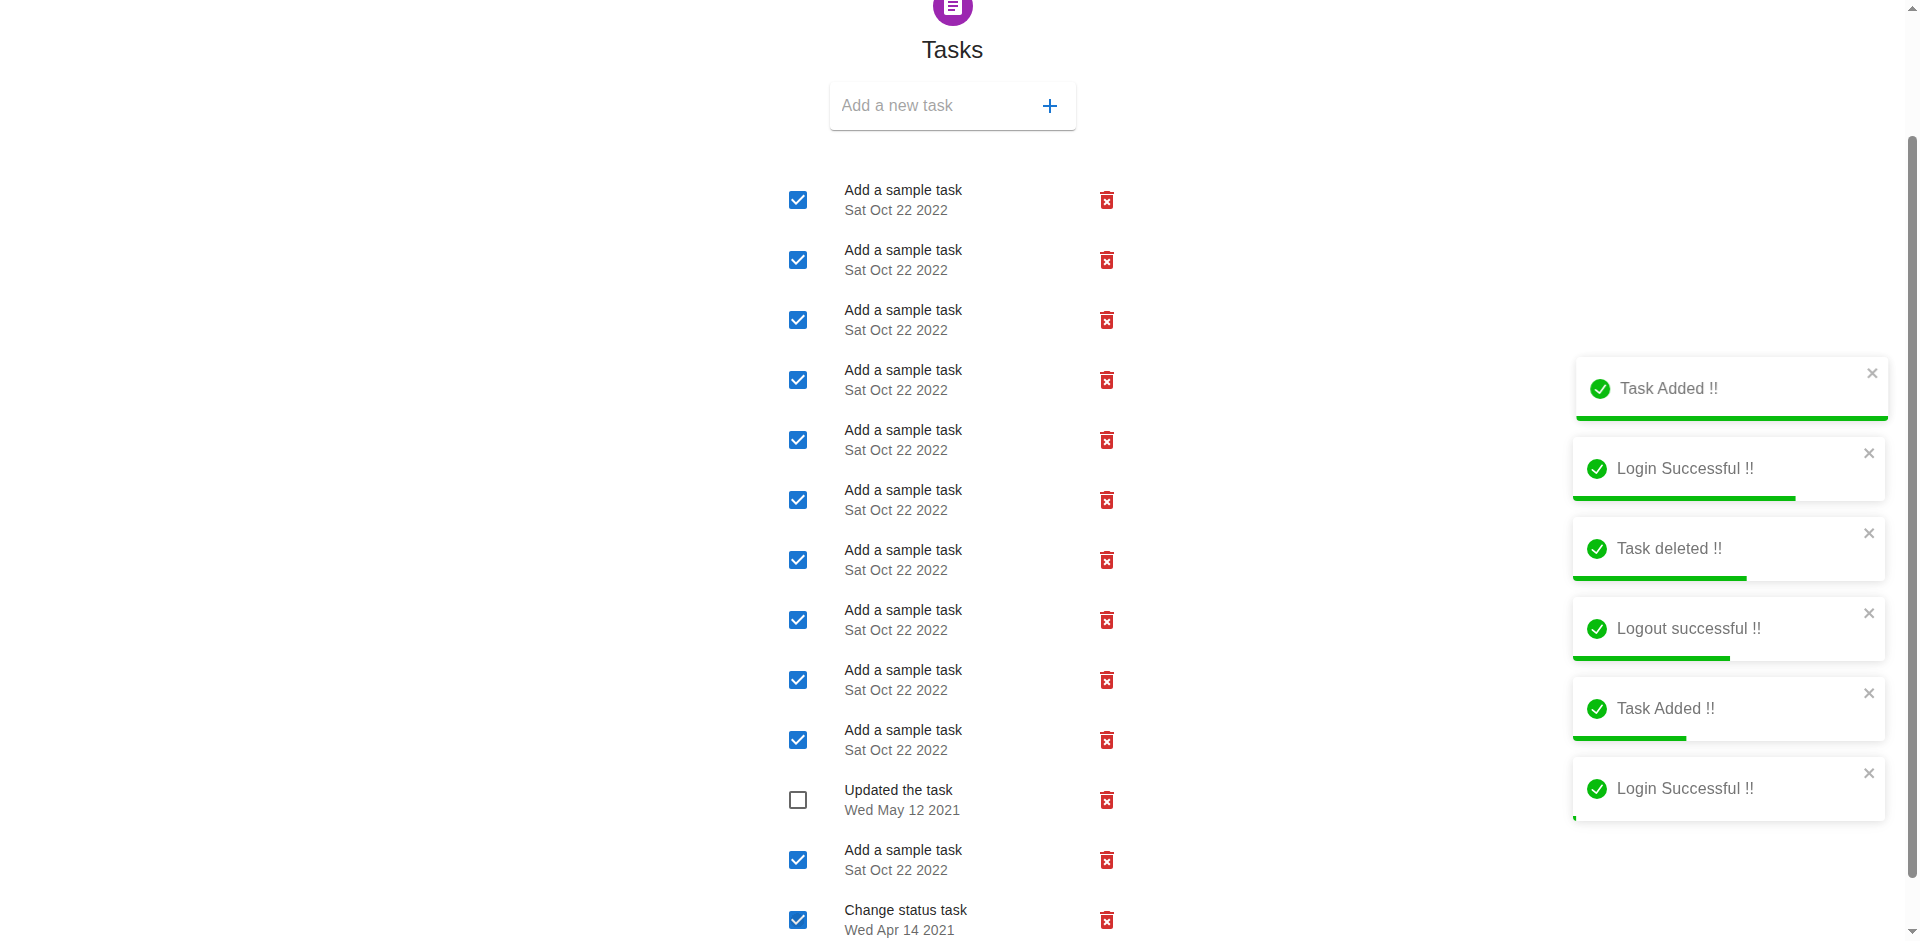 Tasks
Add a new task
Add a sample task
Sat Oct 22 2022
Add a sample task
Sat Oct 22 2022
Add a sample task
Sat Oct 22 2022
Add a sample task
Sat Oct 22 2022
Add a sample task
Sat Oct 22 2022
Add a sample task
Sat Oct 22 2022
Add a sample task
Sat Oct 22 2022
Add a sample task
Sat Oct 22 2022
Add a sample task
Sat Oct 22 2022
Add a sample task
Sat Oct 22 2022
Updated the task
Wed May 12 2021
Add a sample task
Sat Oct 22 2022
Change status task
Wed Apr 14 2021
Task Added !!
Login Successful !!
Task deleted !!
Logout successful !!
Task Added !!
Login Successful !!